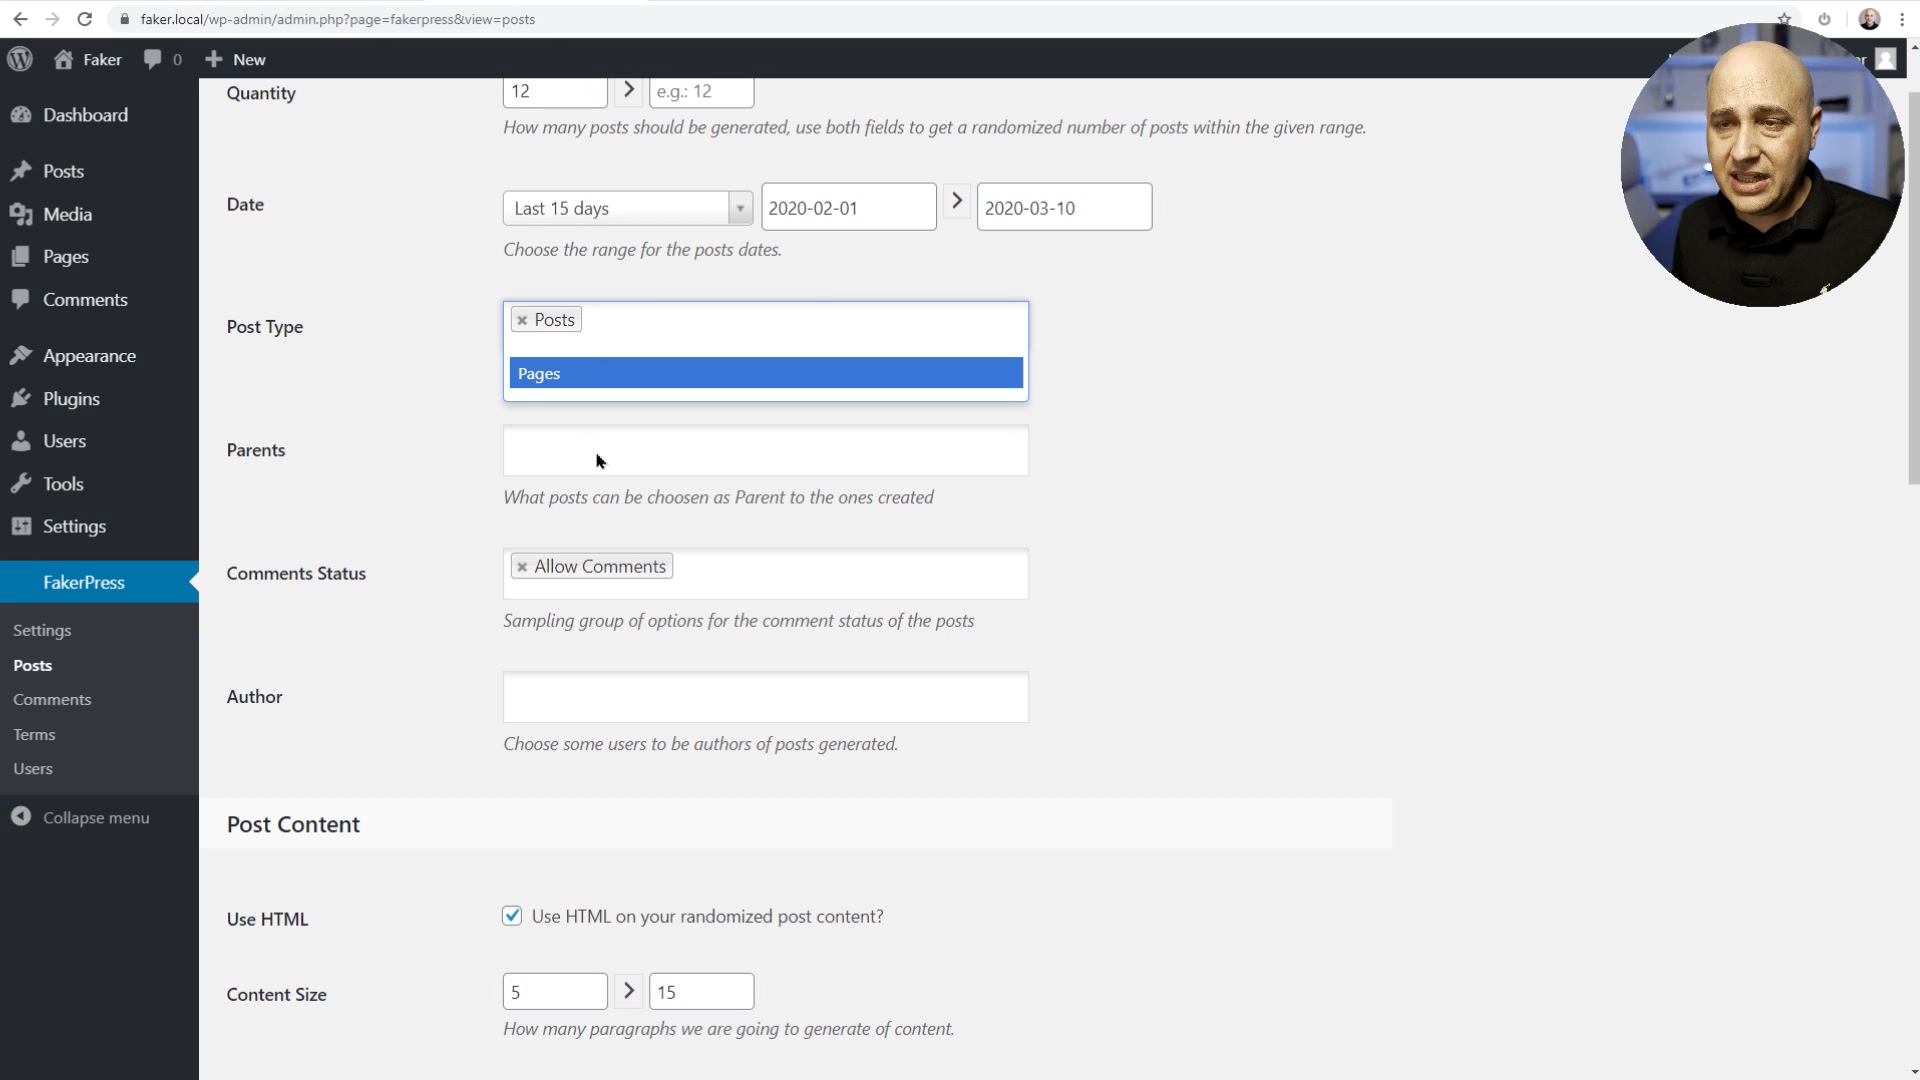 faker.local/wp-admin/admin.php?page=fakerpress&view=posts
Faker
0
New
Dashboard
Posts
Media
Pages
Comments
Appearance
Plugins
Users
Tools
Settings
FakerPress
Settings
Posts
Comments
Terms
Users
Collapse menu
Quantity
12
e.g.: 12
How many posts should be generated, use both fields to get a randomized number of posts within the given range.
Date
Last 15 days
2020-02-01
2020-03-10
Choose the range for the posts dates.
Post Type
Posts
Pages
Parents
What posts can be choosen as Parent to the ones created
Comments Status
Allow Comments
Sampling group of options for the comment status of the posts
Author
Choose some users to be authors of posts generated.
Post Content
Use HTML
Use HTML on your randomized post content?
Content Size
5
15
How many paragraphs we are going to generate of content.